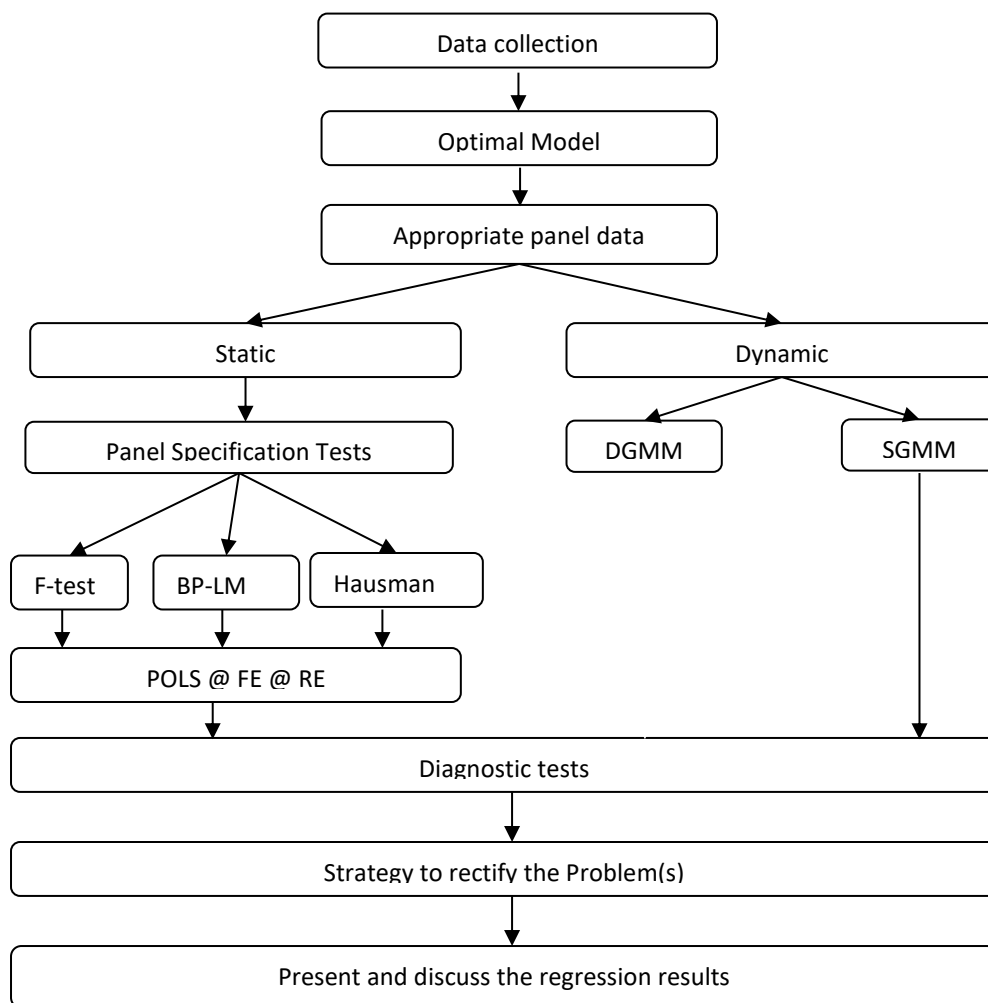 Data collection
Optimal Model
Appropriate panel data
Static
Dynamic
Panel Specification Tests
DGMM
SGMM
F-test
BP-LM
Hausman
POLS @ FE @ RE
Diagnostic tests
Strategy to rectify the Problem(s)
Present and discuss the regression results